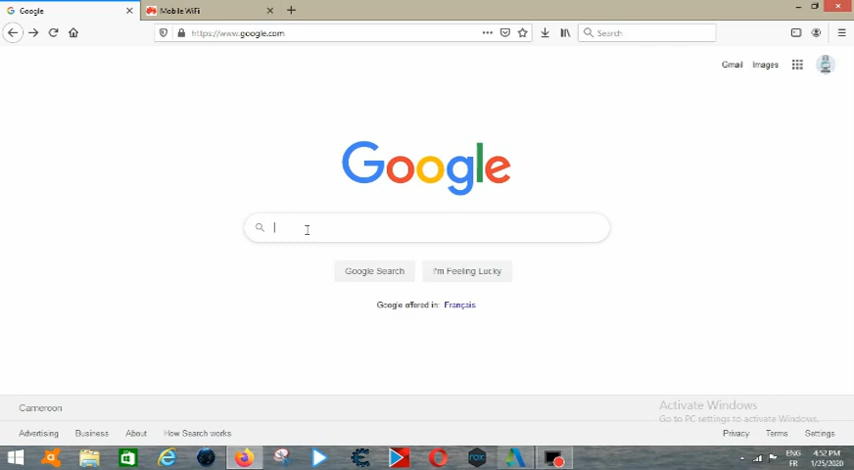 Google
Mobile WiFi
https://www.google.com
Search
Gmail Images
Google
Google Search I'm Feeling Lucky
Google offered in: Français
Cameroon
Activate Windows
Go to PC settings to activate Windows.
Advertising Business About How Search works
Privacy Terms Settings
rox
ENG 4:52 PM
FR 1/25/2020